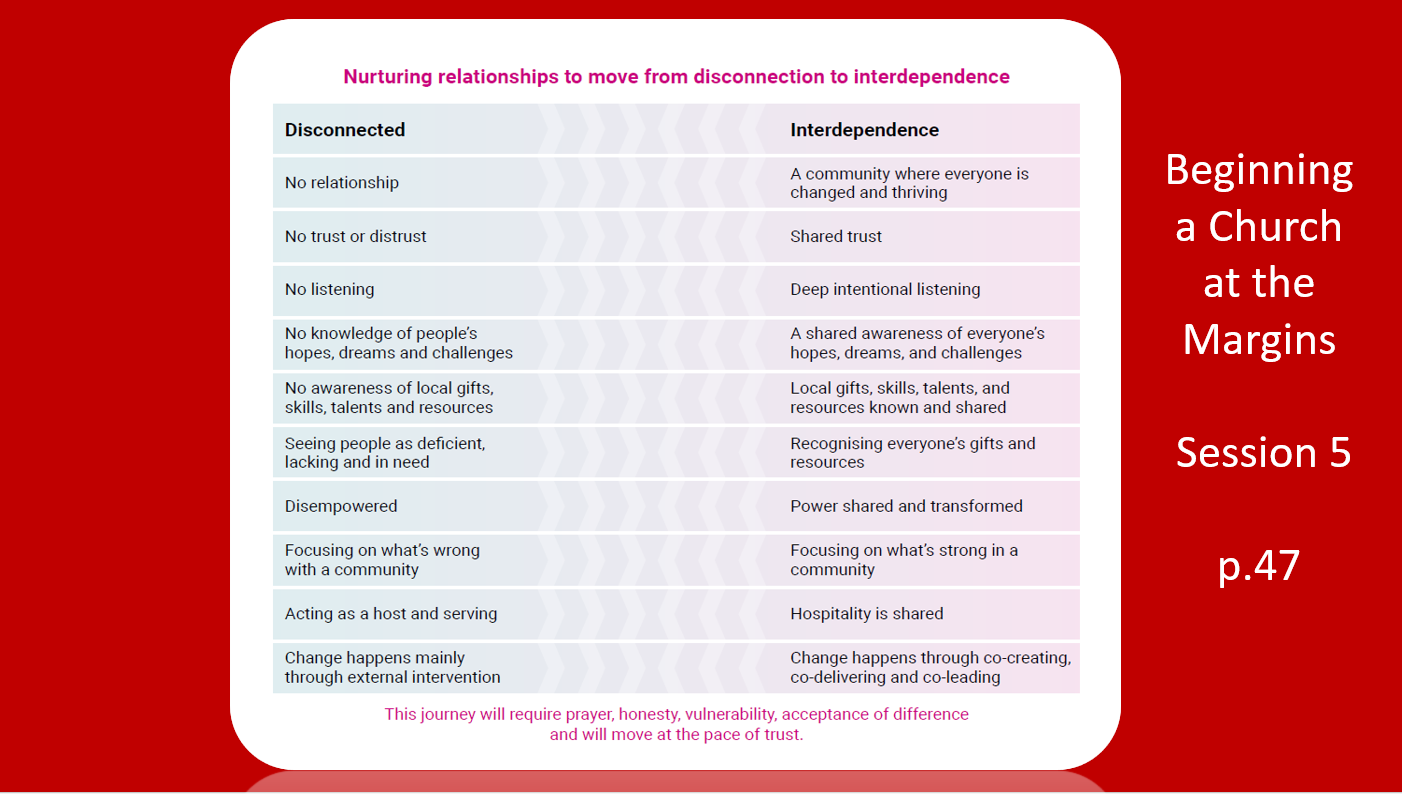 Nurturing relationships to move from disconnection to interdependence
Disconnected
Interdependence
No relationship
A community where everyone is
changed and thriving
No trust or distrust
Shared trust
No listening
Deep intentional listening
No knowledge of people’s
hopes, dreams and challenges
A shared awareness of everyone’s
hopes, dreams, and challenges
No awareness of local gifts,
skills, talents and resources
Local gifts, skills, talents, and
resources known and shared
Seeing people as deficient,
lacking and in need
Recognising everyone’s gifts and
resources
Disempowered
Power shared and transformed
Focusing on what’s wrong
with a community
Focusing on what’s strong in a
community
Acting as a host and serving
Hospitality is shared
Change happens mainly
through external intervention
Change happens through co-creating,
co-delivering and co-leading
This journey will require prayer, honesty, vulnerability, acceptance of difference
and will move at the pace of trust.
Beginning
a Church
at the
Margins
Session 5
p.47